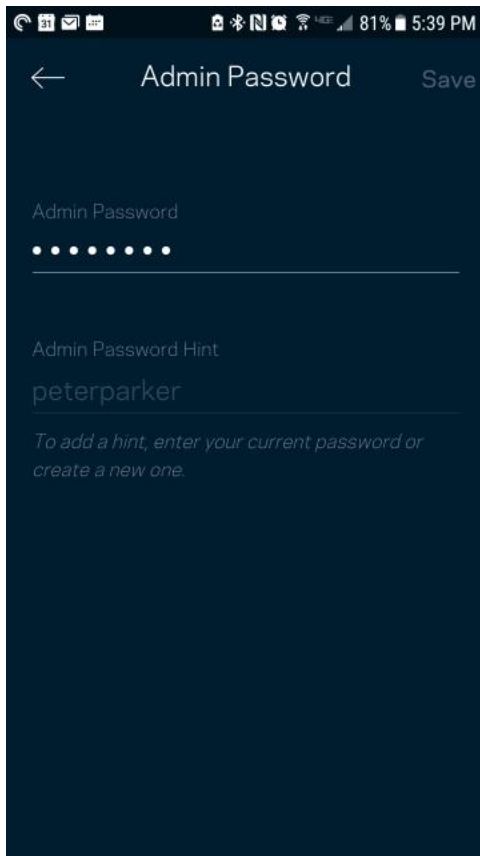 31 81% 5:39 PM
Admin Password Save
Admin Password
••••••••
Admin Password Hint
peterparker
To add a hint, enter your current password or
create a new one.